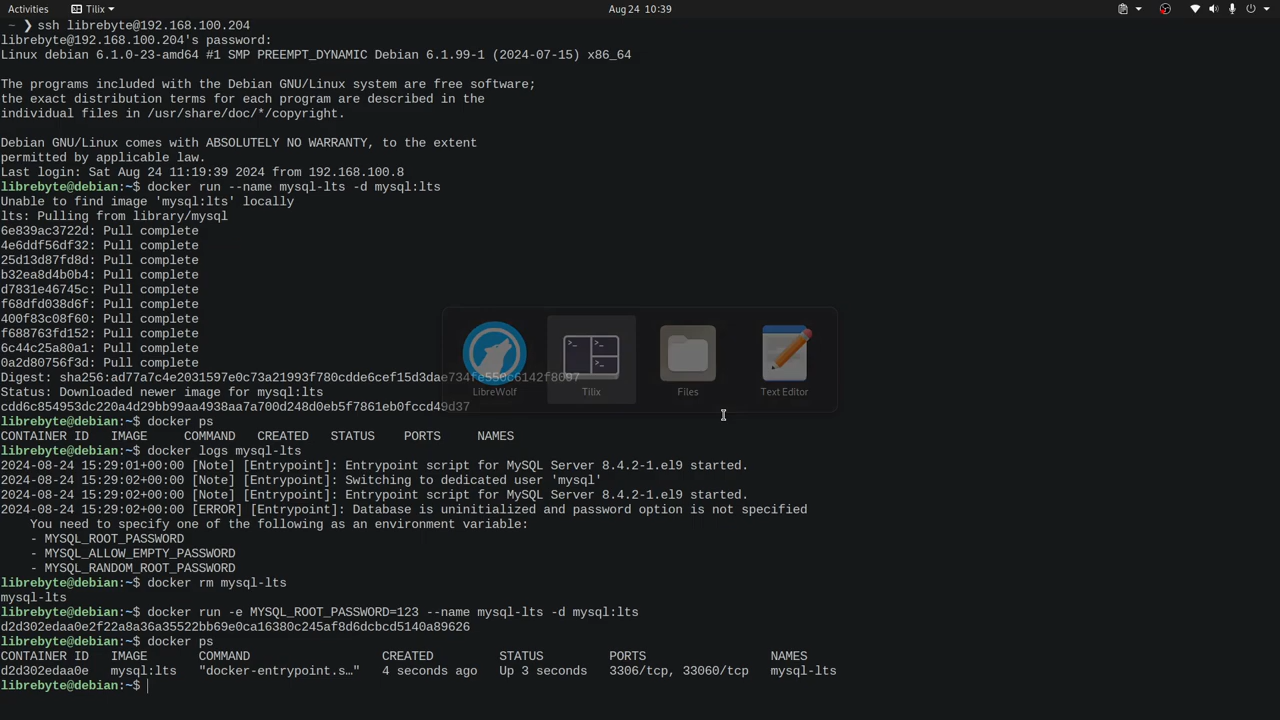 Activities Tilix Aug 24 10:39
~ ❯ ssh librebyte@192.168.100.204
librebyte@192.168.100.204's password:
Linux debian 6.1.0-23-amd64 #1 SMP PREEMPT_DYNAMIC Debian 6.1.99-1 (2024-07-15) x86_64
The programs included with the Debian GNU/Linux system are free software;
the exact distribution terms for each program are described in the
individual files in /usr/share/doc/*/copyright.
Debian GNU/Linux comes with ABSOLUTELY NO WARRANTY, to the extent
permitted by applicable law.
Last login: Sat Aug 24 11:19:39 2024 from 192.168.100.8
librebyte@debian:~$ docker run --name mysql-lts -d mysql:lts
Unable to find image 'mysql:lts' locally
lts: Pulling from library/mysql
6e839ac3722d: Pull complete
4e6ddf56df32: Pull complete
25d13d87fd8d: Pull complete
b32ea8d4b0b4: Pull complete
d7831e46745c: Pull complete
f68dfd038d6f: Pull complete
400f83c08f60: Pull complete
f688763fd152: Pull complete
6c44c25a80a1: Pull complete
0a2d80756f3d: Pull complete
Digest:
Status: Downloaded newer image for mysql:lts
cdd6c854953dc220a4d29bb99aa4938aa7a700d248d0eb5f7861eb0fccd49d37
LibreWolf Tilix Files Text Editor
librebyte@debian:~$ docker ps
CONTAINER ID IMAGE COMMAND CREATED STATUS PORTS NAMES
librebyte@debian:~$ docker logs mysql-lts
2024-08-24 15:29:01+00:00 [Note] [Entrypoint]: Entrypoint script for MySQL Server 8.4.2-1.el9 started.
2024-08-24 15:29:02+00:00 [Note] [Entrypoint]: Switching to dedicated user 'mysql'
2024-08-24 15:29:02+00:00 [Note] [Entrypoint]: Entrypoint script for MySQL Server 8.4.2-1.el9 started.
2024-08-24 15:29:02+00:00 [ERROR] [Entrypoint]: Database is uninitialized and password option is not specified
You need to specify one of the following as an environment variable:
- MYSQL_ROOT_PASSWORD
- MYSQL_ALLOW_EMPTY_PASSWORD
- MYSQL_RANDOM_ROOT_PASSWORD
librebyte@debian:~$ docker rm mysql-lts
mysql-lts
librebyte@debian:~$ docker run -e MYSQL_ROOT_PASSWORD=123 --name mysql-lts -d mysql:lts
d2d302edaa0e2f22a8a36a35522bb69e0ca16380c245af8d6dcbcd5140a89626
librebyte@debian:~$ docker ps
CONTAINER ID IMAGE COMMAND CREATED STATUS PORTS NAMES
d2d302edaa0e mysql:lts "docker-entrypoint.s…" 4 seconds ago Up 3 seconds 3306/tcp, 33060/tcp mysql-lts
librebyte@debian:~$